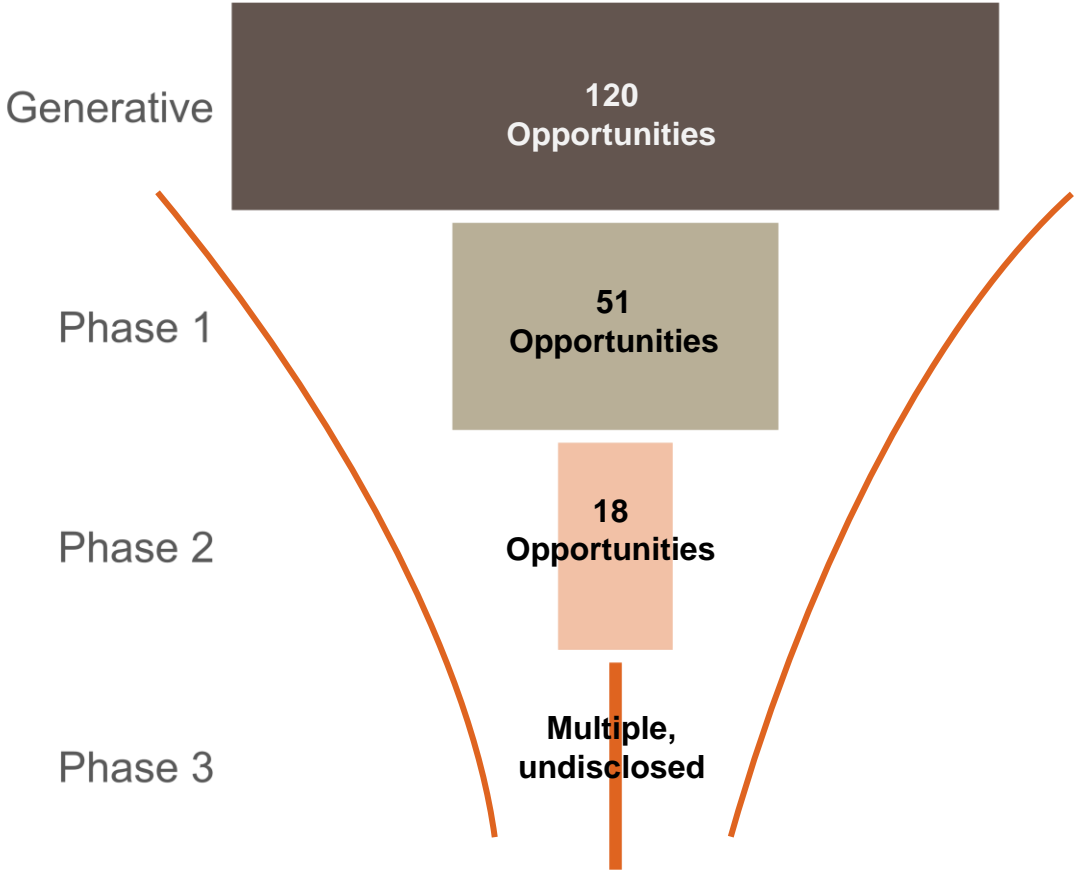 Generative
120
Opportunities
Phase 1
51
Opportunities
Phase 2
18
Opportunities
Phase 3
Multiple,
undisclosed